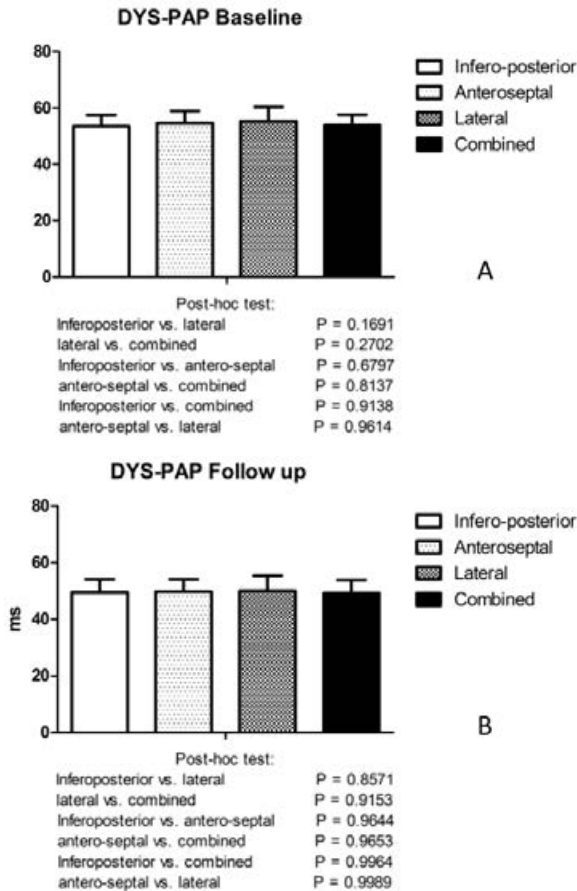 DYS-PAP Baseline
80
60
40
20
0
Infero-posterior
Anteroseptal
Lateral
Combined
A
Post-hoc test:
Inferoposterior vs. lateral P = 0.1691
lateral vs. combined P = 0.2702
Inferoposterior vs. antero-septal P = 0.6797
antero-septal vs. combined P = 0.8137
Inferoposterior vs. combined P = 0.9138
antero-septal vs. lateral P = 0.9614
DYS-PAP Follow up
80
60
40
20
0
ms
Infero-posterior
Anteroseptal
Lateral
Combined
B
Post-hoc test:
Inferoposterior vs. lateral P = 0.8571
lateral vs. combined P = 0.9153
Inferoposterior vs. antero-septal P = 0.9644
antero-septal vs. combined P = 0.9653
Inferoposterior vs. combined P = 0.9964
antero-septal vs. lateral P = 0.9989